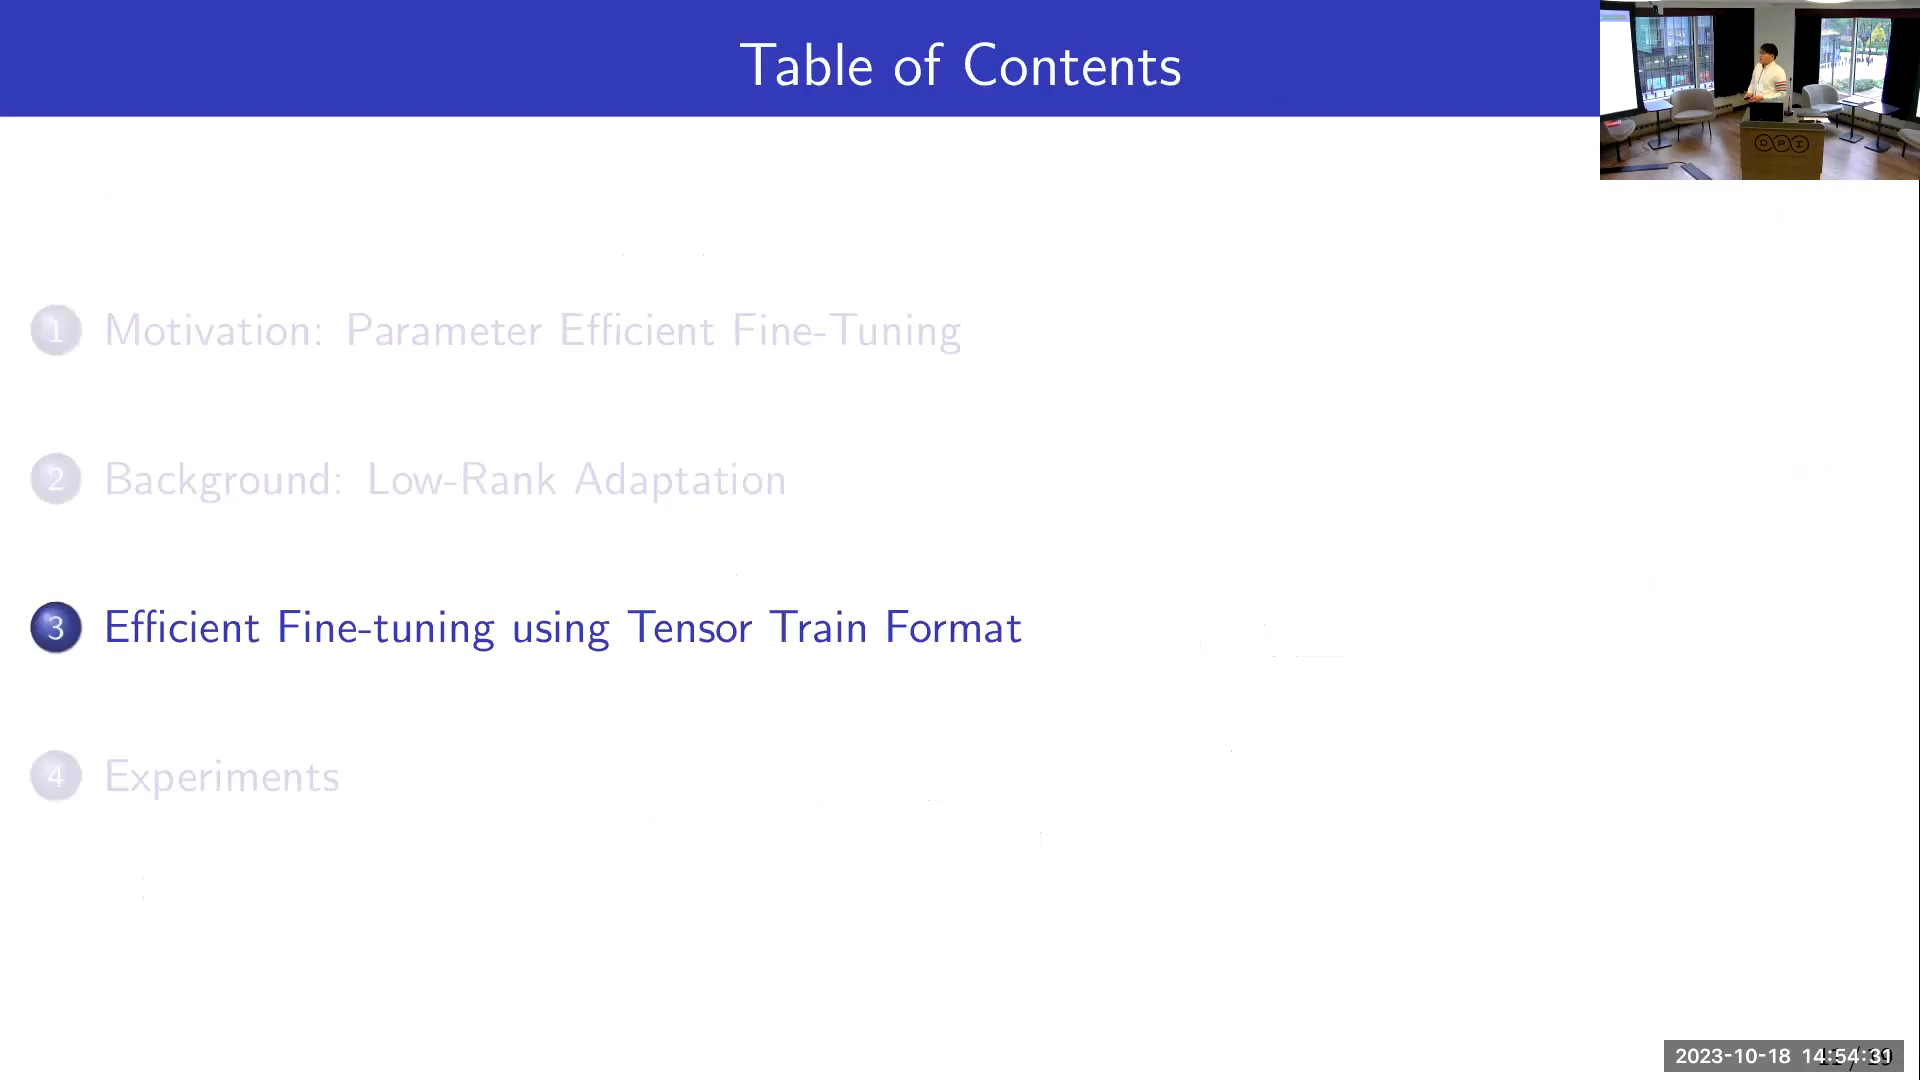 Table of Contents
DPI
1 Motivation: Parameter Efficient Fine-Tuning
2 Background: Low-Rank Adaptation
3 Efficient Fine-tuning using Tensor Train Format
4 Experiments
2023-10-18 14:54:31